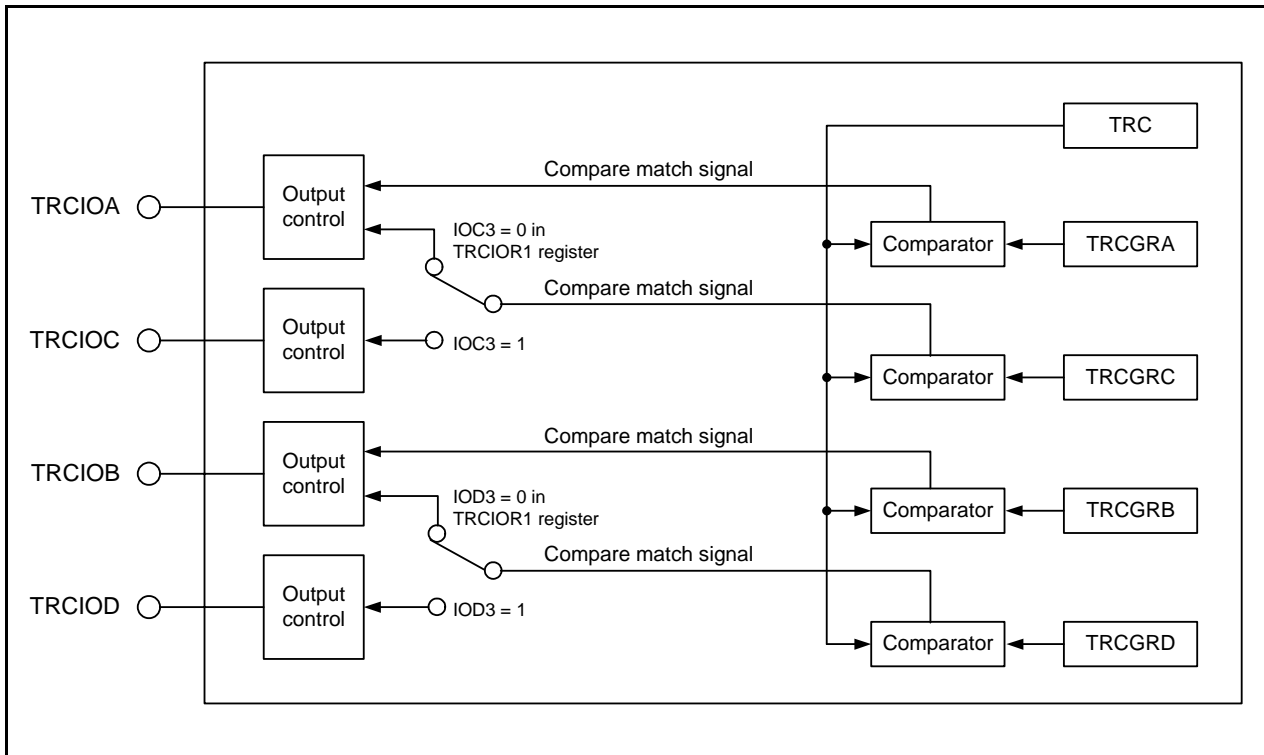 TRC
Compare match signal
TRCIOA
Output
control
IOC3 = 0 in
TRCIOR1 register
Comparator
TRCGRA
Compare match signal
TRCIOC
Output
control
IOC3 = 1
Comparator
TRCGRC
Compare match signal
TRCIOB
Output
control
IOD3 = 0 in
TRCIOR1 register
Comparator
TRCGRB
Compare match signal
TRCIOD
Output
control
IOD3 = 1
Comparator
TRCGRD